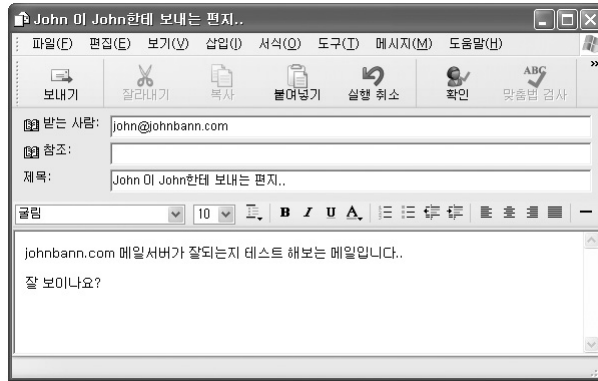 John 이 John한테 보내는 편지..
파일(F) 편집(E) 보기(V) 삽입(I) 서식(O) 도구(T) 메시지(M) 도움말(H)
보내기 잘라내기 복사 붙여넣기 실행 취소 확인 ABC 맞춤법 검사 »
받는 사람: john@johnbann.com
참조:
제목: John 이 John한테 보내는 편지..
굴림 10 B I U A
johnbann.com 메일서버가 잘되는지 테스트 해보는 메일입니다..
잘 보이나요?